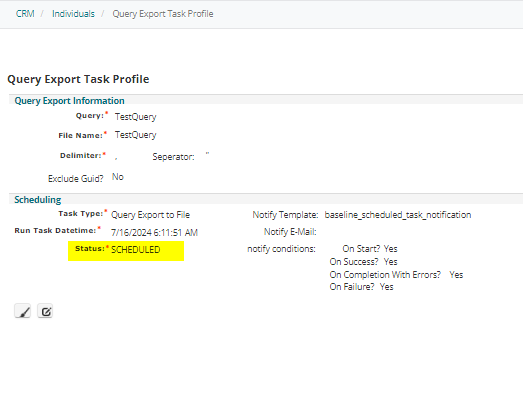 CRM / Individuals / Query Export Task Profile
Query Export Task Profile
Query Export Information
Query:* TestQuery
File Name:* TestQuery
Delimiter:* , Seperator: "
Exclude Guid? No
Scheduling
Task Type:* Query Export to File Notify Template: baseline_scheduled_task_notification
Run Task Datetime:* 7/16/2024 6:11:51 AM Notify E-Mail:
Status:* SCHEDULED notify conditions: On Start? Yes
On Success? Yes
On Completion With Errors? Yes
On Failure? Yes